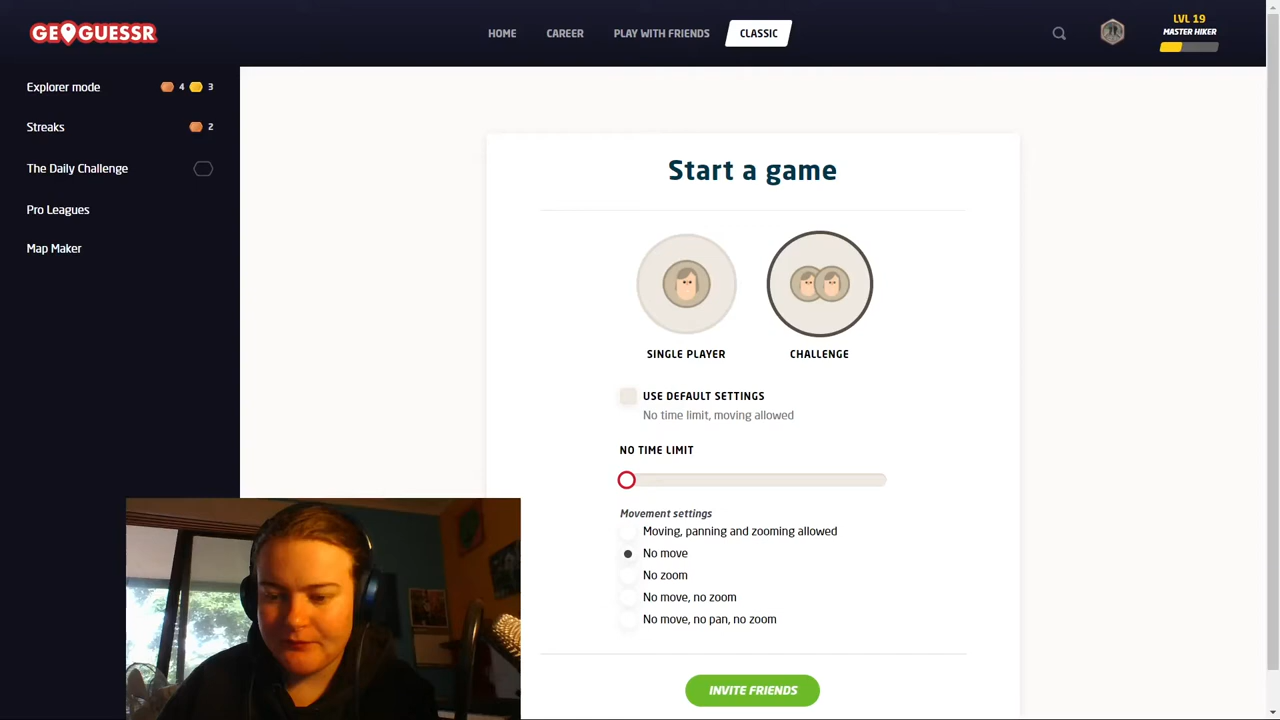 GEOGUESSR
HOME
CAREER
PLAY WITH FRIENDS
CLASSIC
LVL 19
MASTER HIKER
Explorer mode 4 3
Streaks 2
The Daily Challenge
Pro Leagues
Map Maker
Start a game
SINGLE PLAYER
CHALLENGE
USE DEFAULT SETTINGS
No time limit, moving allowed
NO TIME LIMIT
Movement settings
Moving, panning and zooming allowed
No move
No zoom
No move, no zoom
No move, no pan, no zoom
INVITE FRIENDS